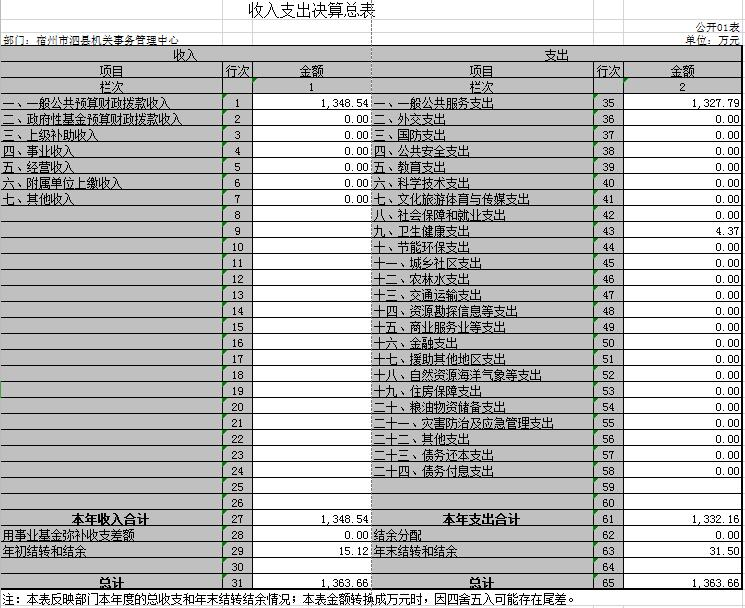 收入支出决算总表
公开01表
部门：宿州市泗县机关事务管理中心 单位：万元
收入 支出
项目 行次 金额 项目 行次 金额
栏次 1 栏次 2
一、一般公共预算财政拨款收入 1 1,348.54 一、一般公共服务支出 35 1,327.79
二、政府性基金预算财政拨款收入 2 0.00 二、外交支出 36 0.00
三、上级补助收入 3 0.00 三、国防支出 37 0.00
四、事业收入 4 0.00 四、公共安全支出 38 0.00
五、经营收入 5 0.00 五、教育支出 39 0.00
六、附属单位上缴收入 6 0.00 六、科学技术支出 40 0.00
七、其他收入 7 0.00 七、文化旅游体育与传媒支出 41 0.00
8 八、社会保障和就业支出 42 0.00
9 九、卫生健康支出 43 4.37
10 十、节能环保支出 44 0.00
11 十一、城乡社区支出 45 0.00
12 十二、农林水支出 46 0.00
13 十三、交通运输支出 47 0.00
14 十四、资源勘探信息等支出 48 0.00
15 十五、商业服务业等支出 49 0.00
16 十六、金融支出 50 0.00
17 十七、援助其他地区支出 51 0.00
18 十八、自然资源海洋气象等支出 52 0.00
19 十九、住房保障支出 53 0.00
20 二十、粮油物资储备支出 54 0.00
21 二十一、灾害防治及应急管理支出 55 0.00
22 二十二、其他支出 56 0.00
23 二十三、债务还本支出 57 0.00
24 二十四、债务付息支出 58 0.00
25 59
26 60
本年收入合计 27 1,348.54 本年支出合计 61 1,332.16
用事业基金弥补收支差额 28 0.00 结余分配 62 0.00
年初结转和结余 29 15.12 年末结转和结余 63 31.50
30 64
总计 31 1,363.66 总计 65 1,363.66
注：本表反映部门本年度的总收支和年末结转结余情况；本表金额转换成万元时，因四舍五入可能存在尾差。